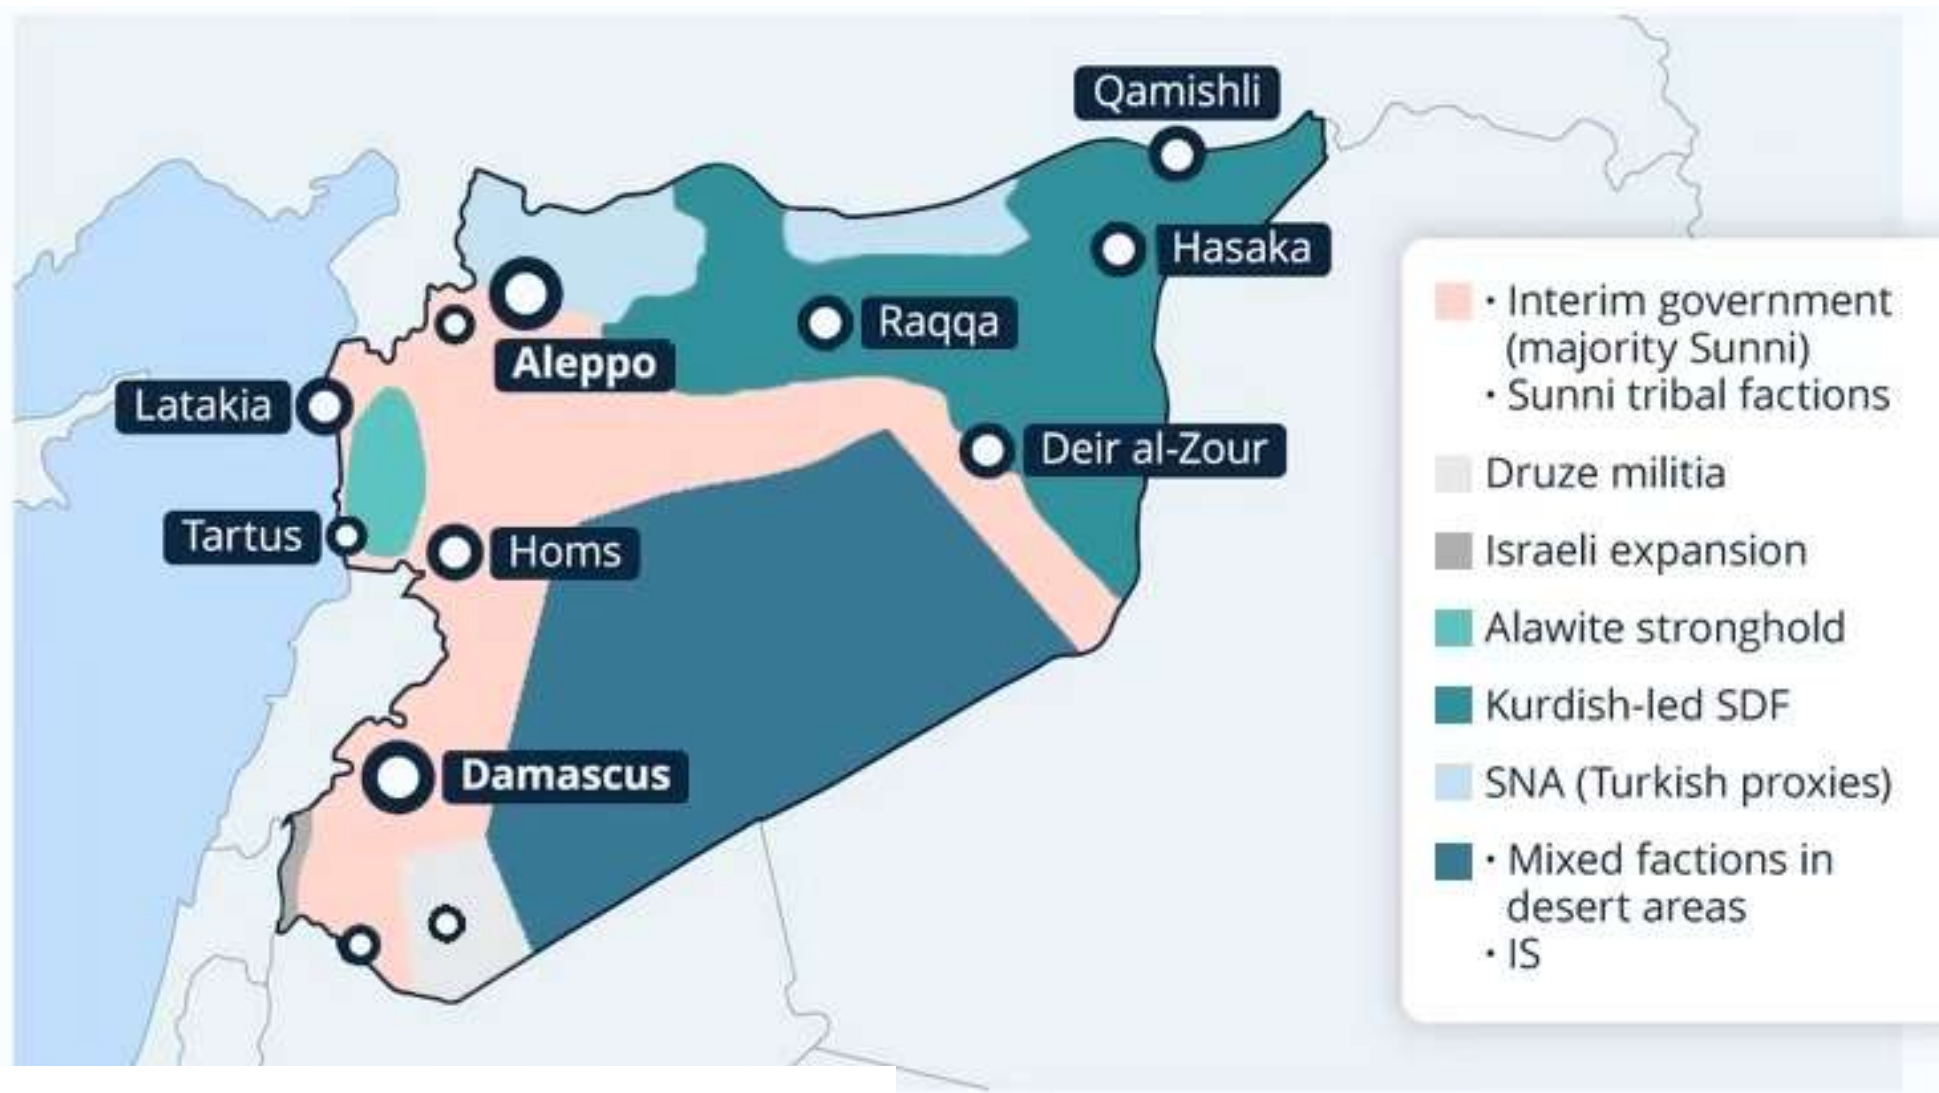 Qamishli
Hasaka
Raqqa
Aleppo
Latakia
Deir al-Zour
Tartus
Homs
Damascus
· Interim government
(majority Sunni)
· Sunni tribal factions
Druze militia
Israeli expansion
Alawite stronghold
Kurdish-led SDF
SNA (Turkish proxies)
· Mixed factions in
desert areas
· IS